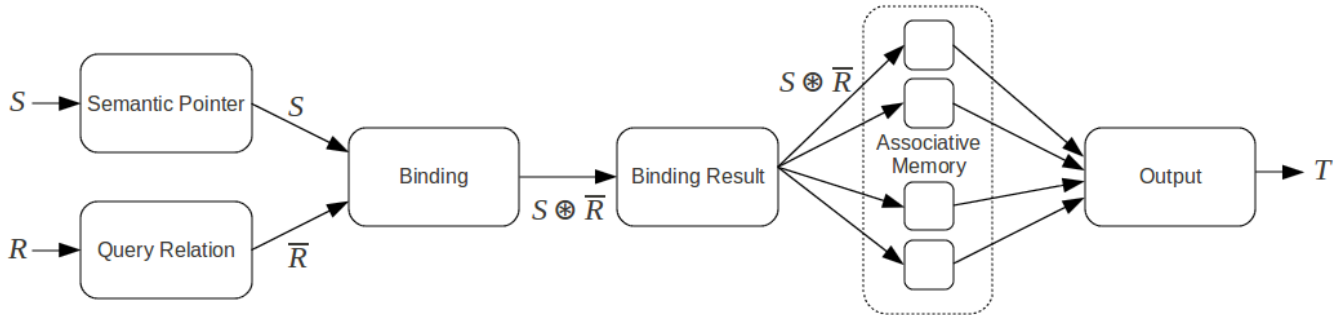 S
Semantic Pointer
S
R
Query Relation
R̅
Binding
S ⊛ R̅
Binding Result
S ⊛ R̅
Associative
Memory
Output
T